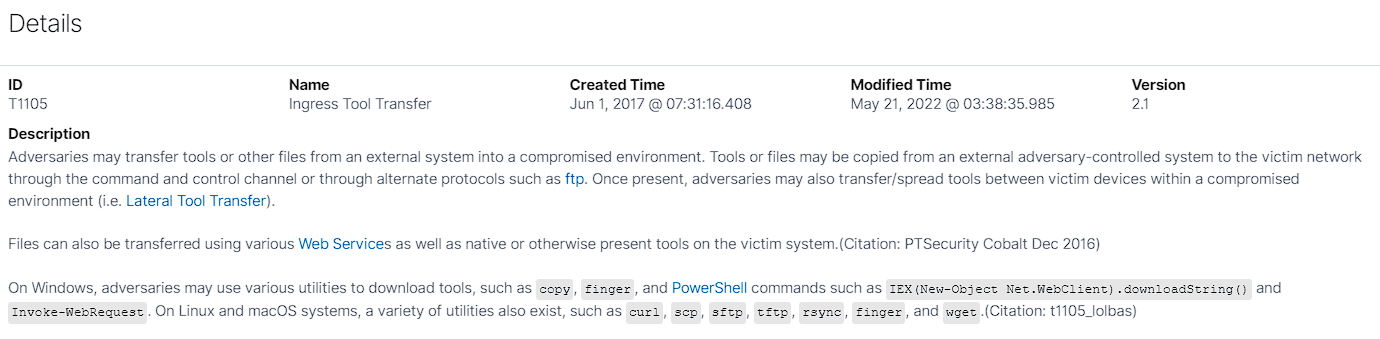 Details
ID Name Created Time Modified Time Version
T1105 Ingress Tool Transfer Jun 1, 2017 @ 07:31:16.408 May 21, 2022 @ 03:38:35.985 2.1
Description
Adversaries may transfer tools or other files from an external system into a compromised environment. Tools or files may be copied from an external adversary-controlled system to the victim network
through the command and control channel or through alternate protocols such as ftp. Once present, adversaries may also transfer/spread tools between victim devices within a compromised
environment (i.e. Lateral Tool Transfer).
Files can also be transferred using various Web Services as well as native or otherwise present tools on the victim system.(Citation: PTSecurity Cobalt Dec 2016)
On Windows, adversaries may use various utilities to download tools, such as copy, finger, and PowerShell commands such as IEX(New-Object Net.WebClient).downloadString() and
Invoke-WebRequest. On Linux and macOS systems, a variety of utilities also exist, such as curl, scp, sftp, tftp, rsync, finger, and wget.(Citation: t1105_lolbas)